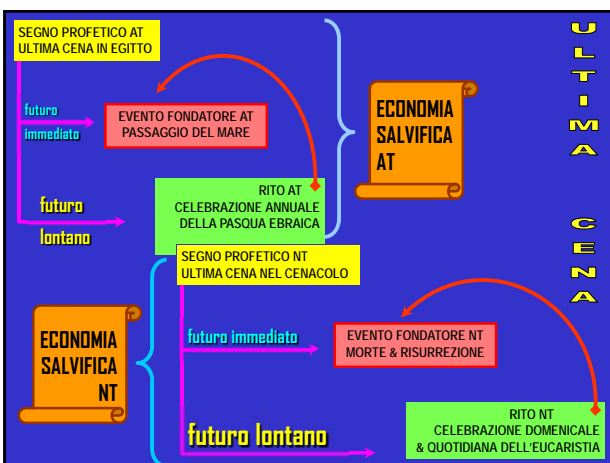 SEGNO PROFETICO AT
ULTIMA CENA IN EGITTO
futuro
immediato
EVENTO FONDATORE AT
PASSAGGIO DEL MARE
ECONOMIA
SALVIFICA
AT
futuro
lontano
RITO AT
CELEBRAZIONE ANNUALE
DELLA PASQUA EBRAICA
SEGNO PROFETICO NT
ULTIMA CENA NEL CENACOLO
ECONOMIA
SALVIFICA
NT
futuro immediato
EVENTO FONDATORE NT
MORTE & RISURREZIONE
futuro lontano
RITO NT
CELEBRAZIONE DOMENICALE
& QUOTIDIANA DELL'EUCARISTIA
ULTIMA CENA